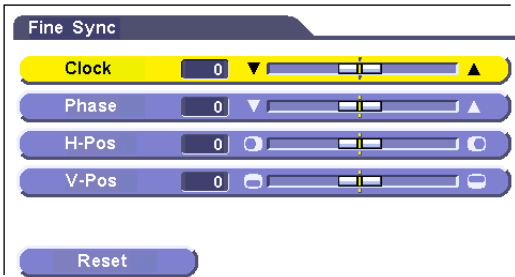 Fine Sync
Clock 0
Phase 0
H-Pos 0
V-Pos 0
Reset